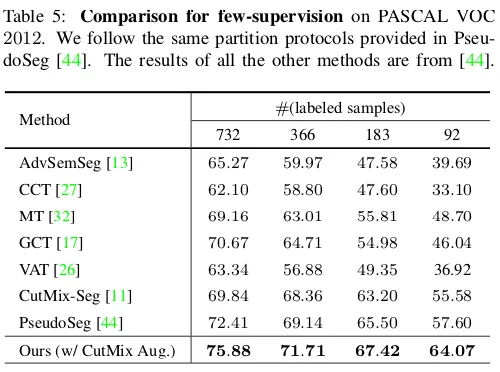 Table 5: Comparison for few-supervision on PASCAL VOC
2012. We follow the same partition protocols provided in Pseu-
doSeg [44]. The results of all the other methods are from [44].
Method #(labeled samples)
732 366 183 92
AdvSemSeg [13] 65.27 59.97 47.58 39.69
CCT [27] 62.10 58.80 47.60 33.10
MT [32] 69.16 63.01 55.81 48.70
GCT [17] 70.67 64.71 54.98 46.04
VAT [26] 63.34 56.88 49.35 36.92
CutMix-Seg [11] 69.84 68.36 63.20 55.58
PseudoSeg [44] 72.41 69.14 65.50 57.60
Ours (w/ CutMix Aug.) 75.88 71.71 67.42 64.07